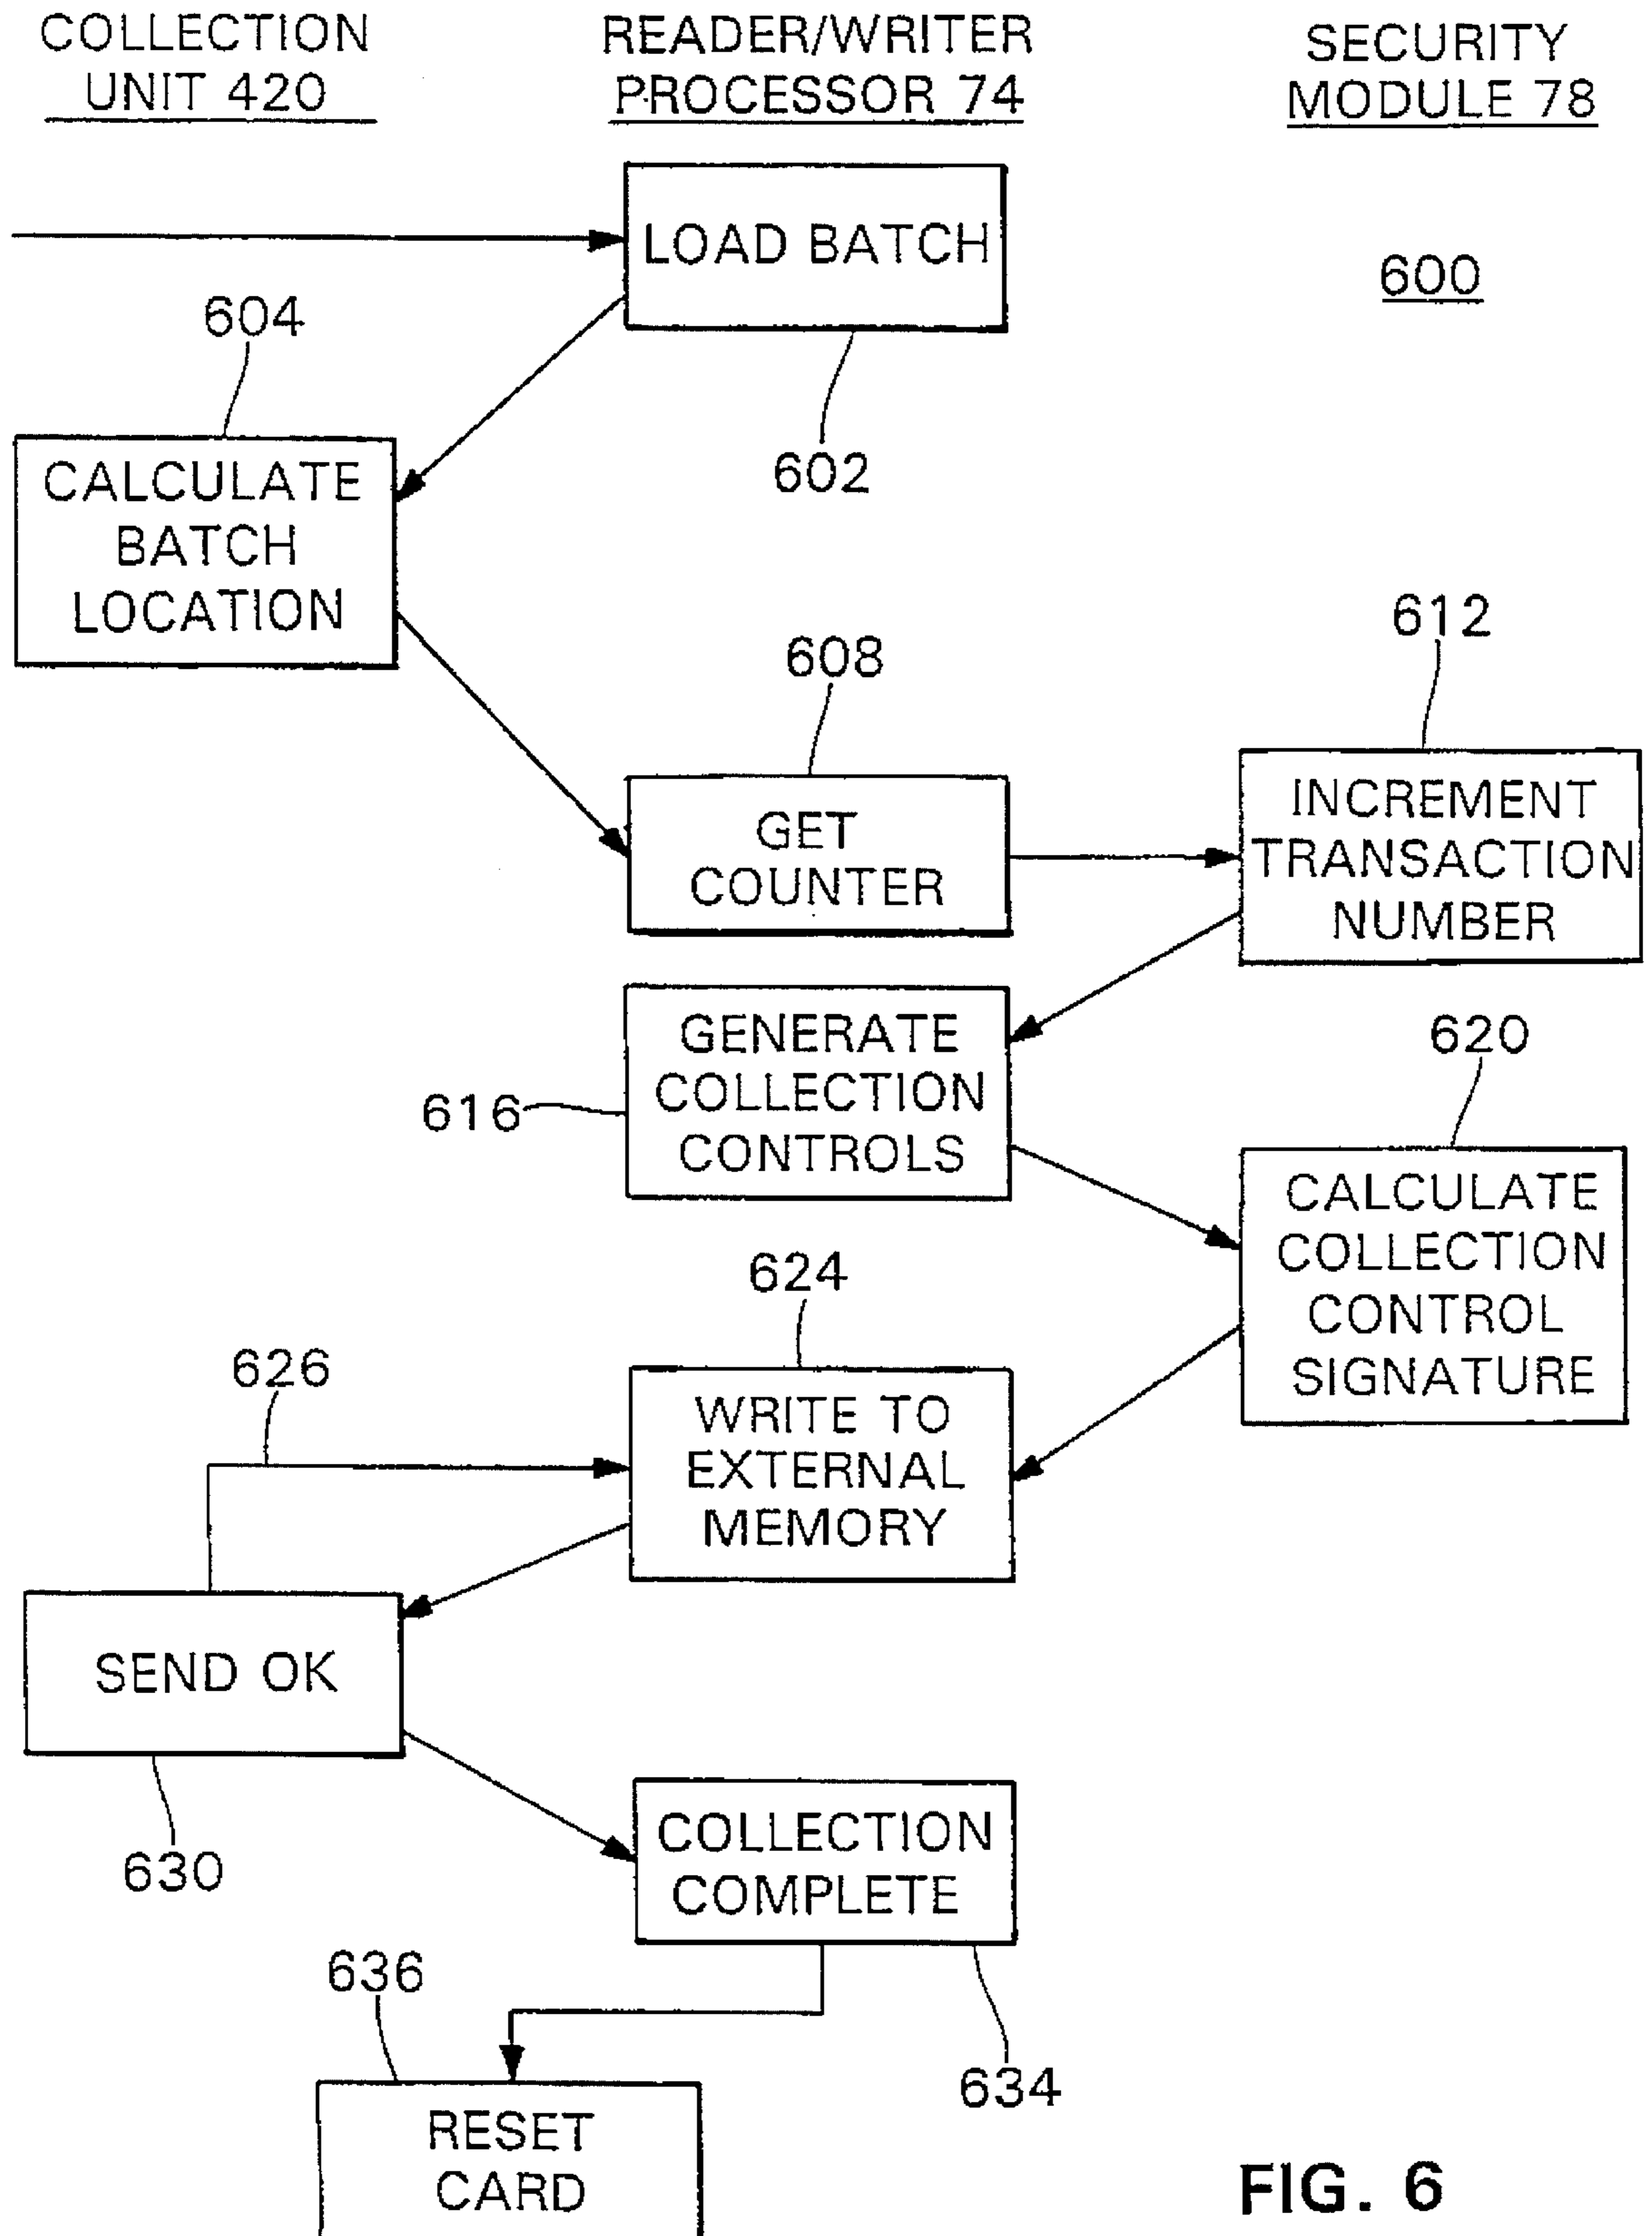 COLLECTION
UNIT 420
READER/WRITER
PROCESSOR 74
SECURITY
MODULE 78
LOAD BATCH
600
604
602
CALCULATE
BATCH
LOCATION
608
612
GET
COUNTER
INCREMENT
TRANSACTION
NUMBER
GENERATE
COLLECTION
CONTROLS
616
620
CALCULATE
COLLECTION
CONTROL
SIGNATURE
624
626
WRITE TO
EXTERNAL
MEMORY
SEND OK
630
COLLECTION
COMPLETE
636
634
RESET
CARD
FIG. 6